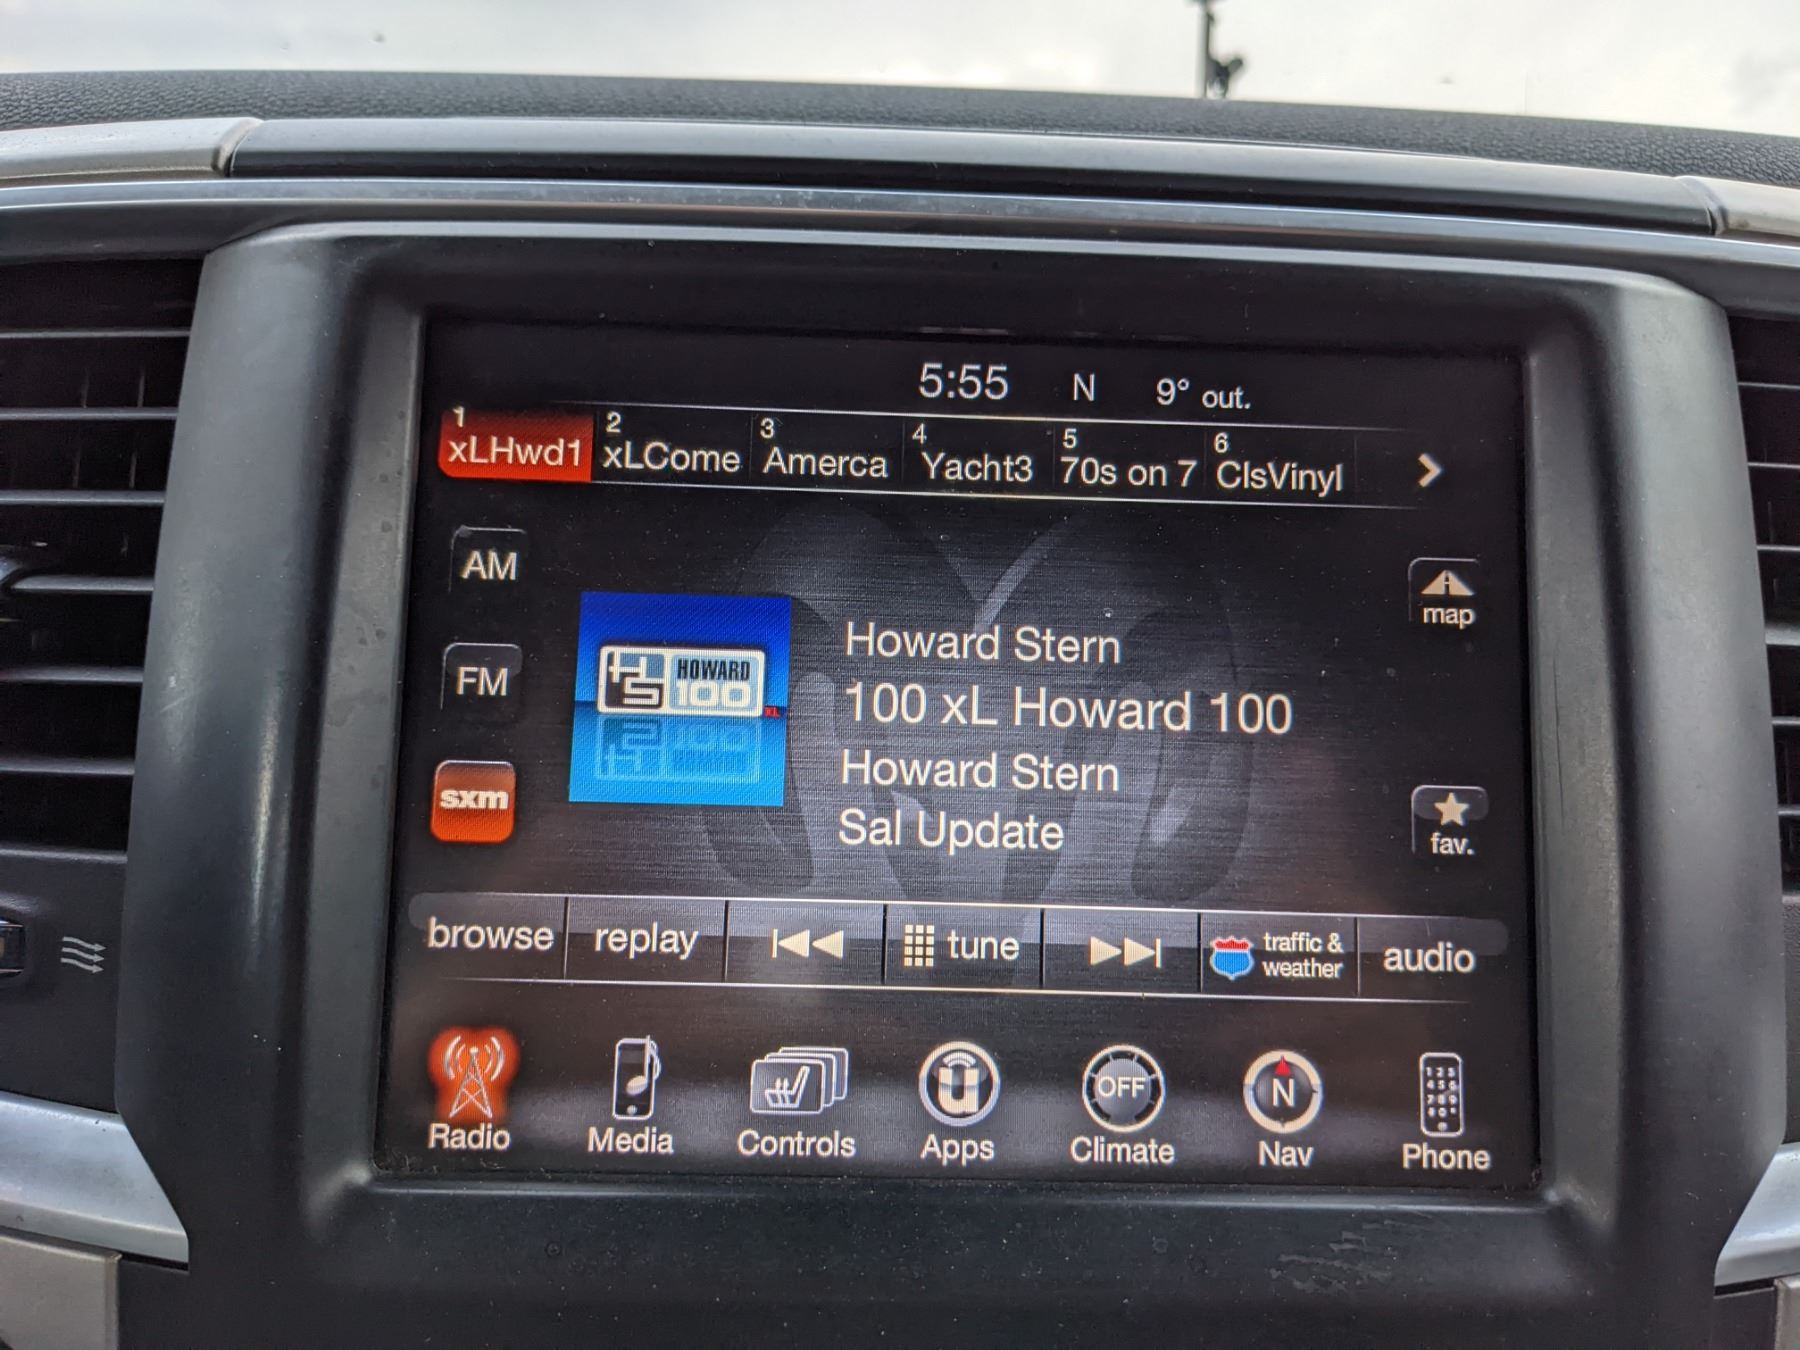 5:55 N 9° out.
1 2 3 4 5 6
xLHwd1 xLCome Amerca Yacht3 70s on 7 ClsVinyl
AM
map
FM
HS HOWARD 100 XL
Howard Stern
100 xL Howard 100
Howard Stern
Sal Update
sxm
fav.
browse replay tune traffic & weather audio
OFF N
Radio Media Controls Apps Climate Nav Phone